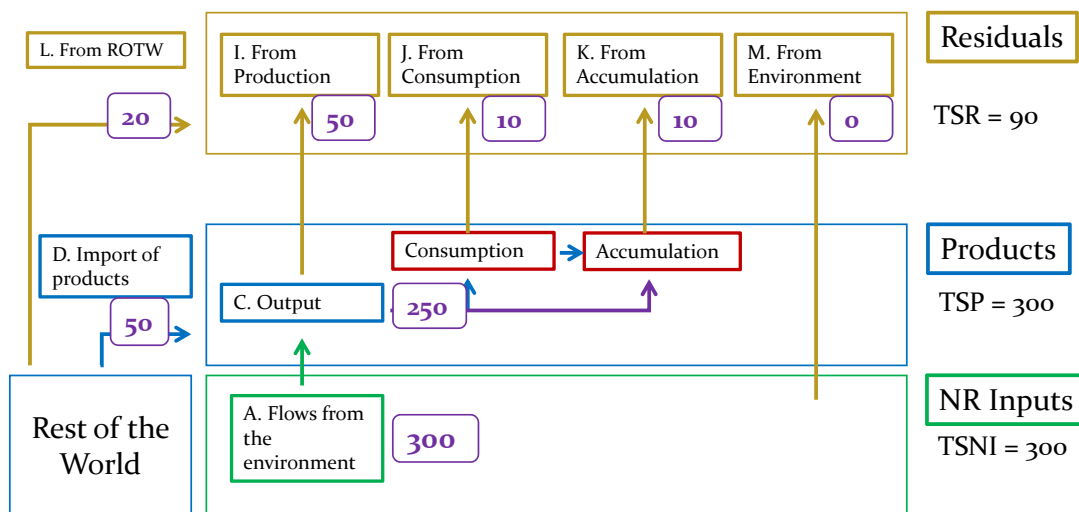 L. From ROTW
I. From
Production
J. From
Consumption
K. From
Accumulation
M. From
Environment
Residuals
20
50
10
10
0
TSR = 90
D. Import of
products
50
Consumption
Accumulation
C. Output
250
Products
TSP = 300
Rest of the
World
A. Flows from
the
environment
300
NR Inputs
TSNI = 300